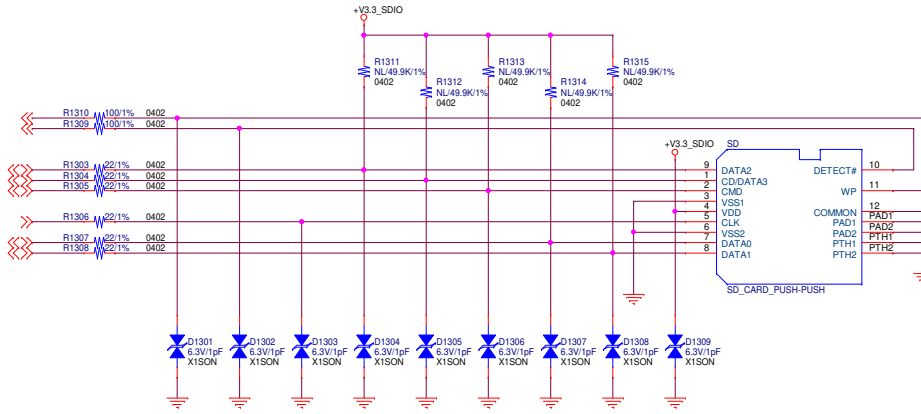 +V3.3_SDIO
R1311
NL/49.9K/1%
0402
R1312
NL/49.9K/1%
0402
R1313
NL/49.9K/1%
0402
R1314
NL/49.9K/1%
0402
R1315
NL/49.9K/1%
0402
R1310 100/1% 0402
R1309 100/1% 0402
R1303 22/1% 0402
R1304 22/1% 0402
R1305 22/1% 0402
R1306 22/1% 0402
R1307 22/1% 0402
R1308 22/1% 0402
+V3.3_SDIO
SD
9 DATA2 DETECT# 10
1 CD/DATA3
2 CMD WP 11
3 VSS1
4 VDD COMMON 12
5 CLK PAD1 PAD1
6 VSS2 PAD2 PAD2
7 DATA0 PTH1 PTH1
8 DATA1 PTH2 PTH2
SD_CARD_PUSH-PUSH
D1301
6.3V/1pF
X1SON
D1302
6.3V/1pF
X1SON
D1303
6.3V/1pF
X1SON
D1304
6.3V/1pF
X1SON
D1305
6.3V/1pF
X1SON
D1306
6.3V/1pF
X1SON
D1307
6.3V/1pF
X1SON
D1308
6.3V/1pF
X1SON
D1309
6.3V/1pF
X1SON